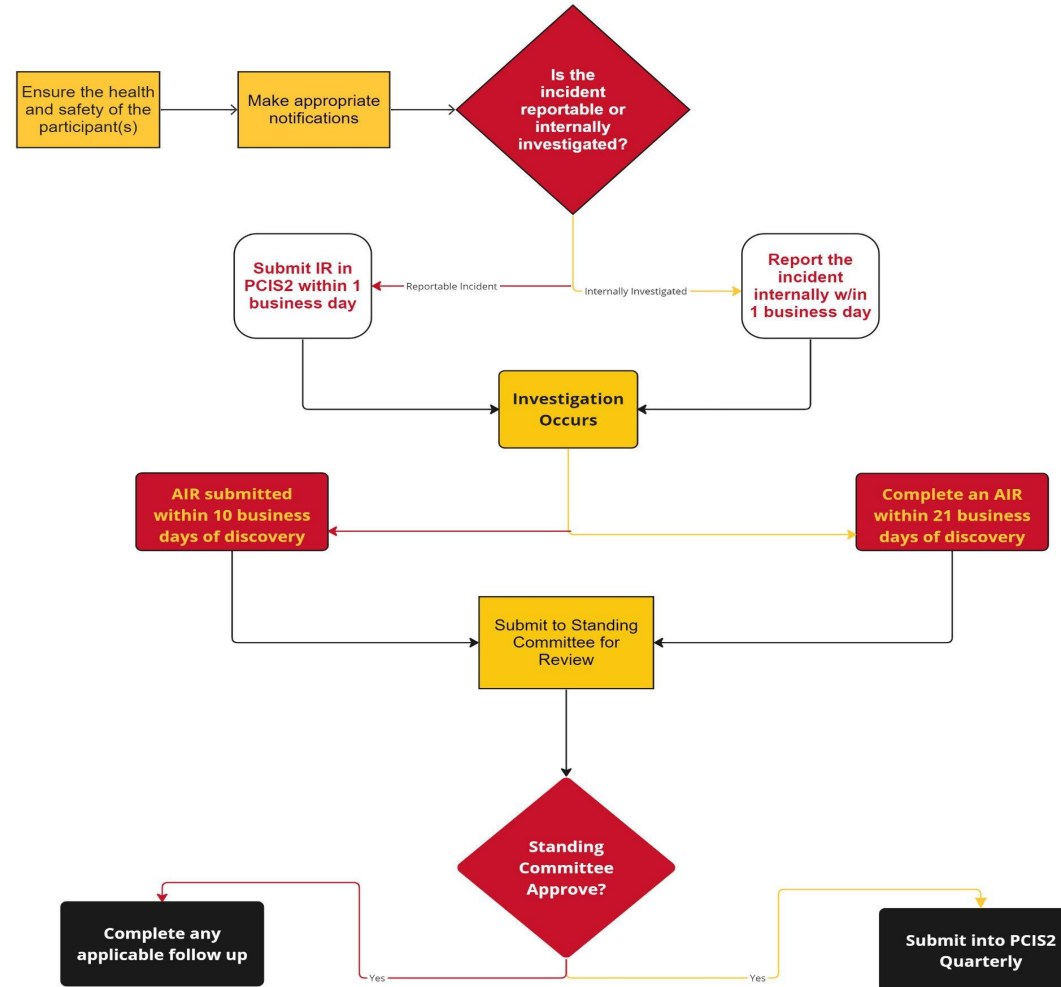 Ensure the health
and safety of the
participant(s)
Make appropriate
notifications
Is the
incident
reportable or
internally
investigated?
Submit IR in
PCIS2 within 1
business day
Reportable Incident
Internally Investigated
Report the
incident
internally w/in
1 business day
Investigation
Occurs
AIR submitted
within 10 business
days of discovery
Complete an AIR
within 21 business
days of discovery
Submit to Standing
Committee for
Review
Standing
Committee
Approve?
Complete any
applicable follow up
Yes
Yes
Submit into PCIS2
Quarterly